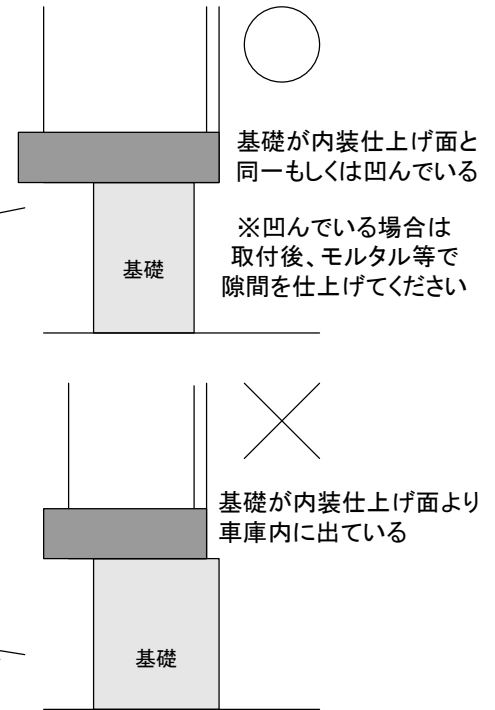 基礎が内装仕上げ面と
同一もしくは凹んでいる
※凹んでいる場合は
取付後、モルタル等で
隙間を仕上げてください
基礎
基礎が内装仕上げ面より
車庫内に出ている
基礎